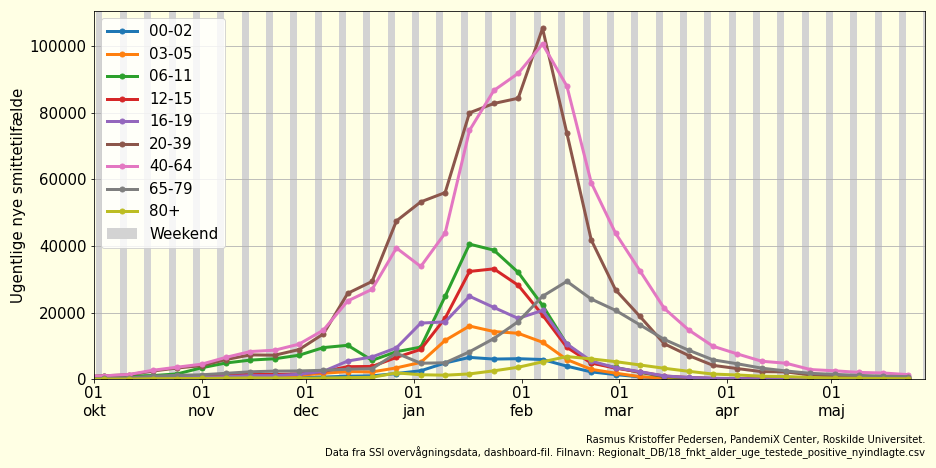 Ugentlige nye smittetilfælde
100000
80000
60000
40000
20000
0
00-02
03-05
06-11
12-15
16-19
20-39
40-64
65-79
80+
Weekend
01 01 01 01 01 01 01 01
okt nov dec jan feb mar apr maj
Rasmus Kristoffer Pedersen, PandemiX Center, Roskilde Universitet.
Data fra SSI overvågningsdata, dashboard-fil. Filnavn: Regionalt_DB/18_fnkt_alder_uge_testede_positive_nyindlagte.csv